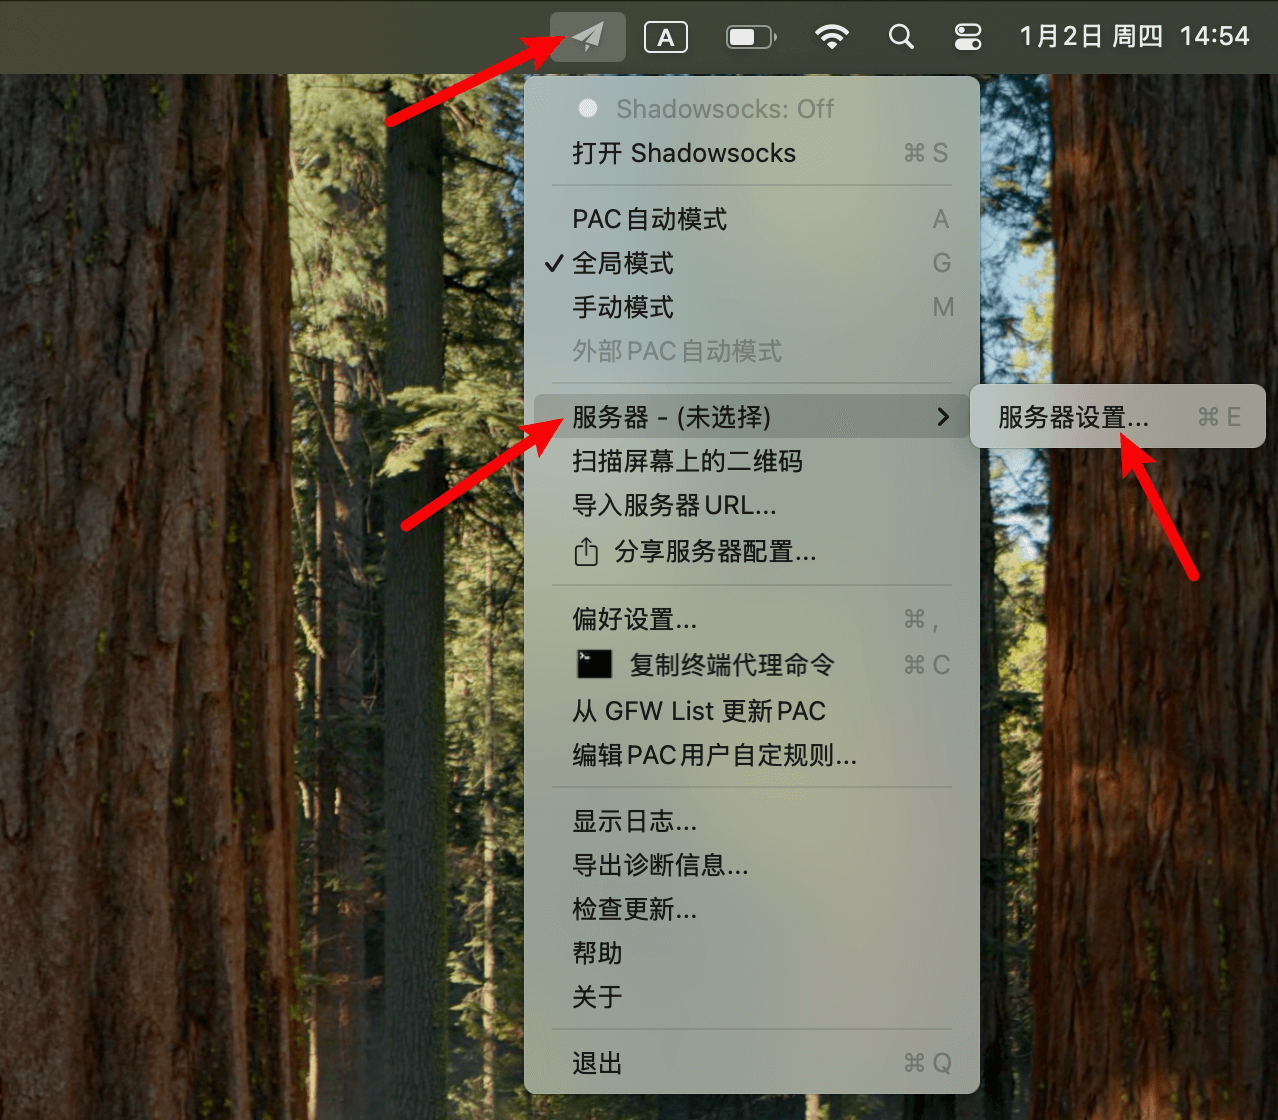 A 1月2日 周四 14:54
Shadowsocks: Off
打开 Shadowsocks ⌘ S
PAC自动模式 A
✓ 全局模式 G
手动模式 M
外部PAC自动模式
服务器 - (未选择)
服务器设置... ⌘ E
扫描屏幕上的二维码
导入服务器URL...
分享服务器配置...
偏好设置... ⌘ ,
复制终端代理命令 ⌘ C
从 GFW List 更新PAC
编辑PAC用户自定规则...
显示日志...
导出诊断信息...
检查更新...
帮助
关于
退出 ⌘ Q